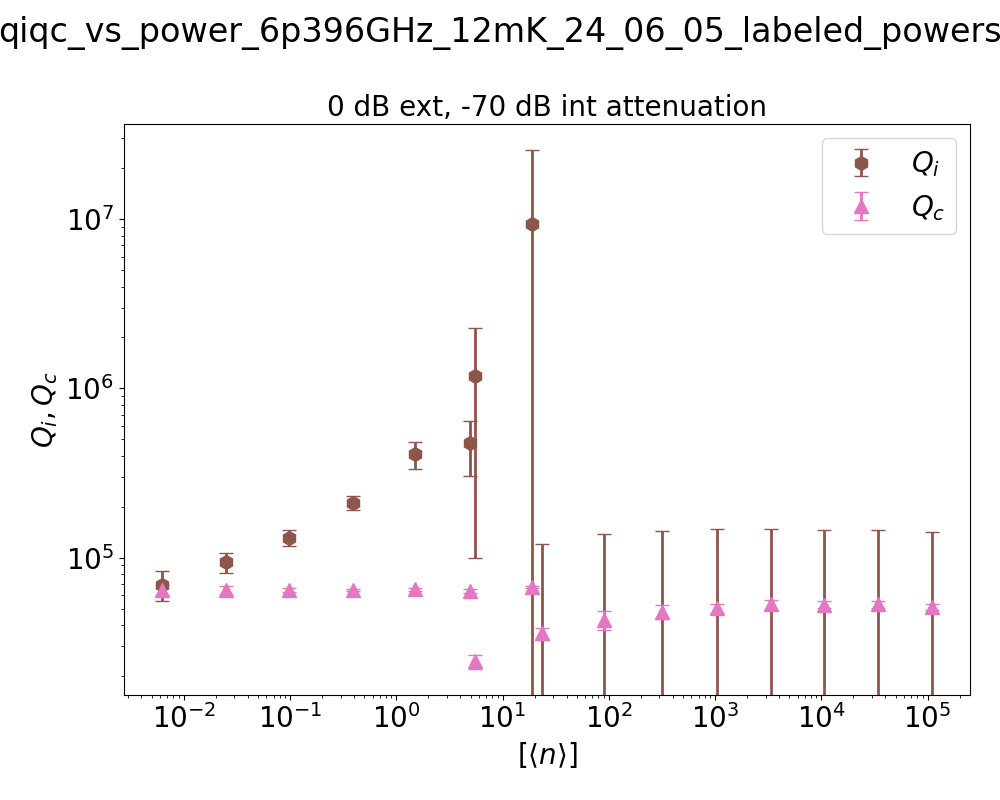 qiqc_vs_power_6p396GHz_12mK_24_06_05_labeled_powers
0 dB ext, -70 dB int attenuation
Q_i
Q_c
10^7
10^6
10^5
Q_i, Q_c
10^−2 10^−1 10^0 10^1 10^2 10^3 10^4 10^5
[⟨n⟩]